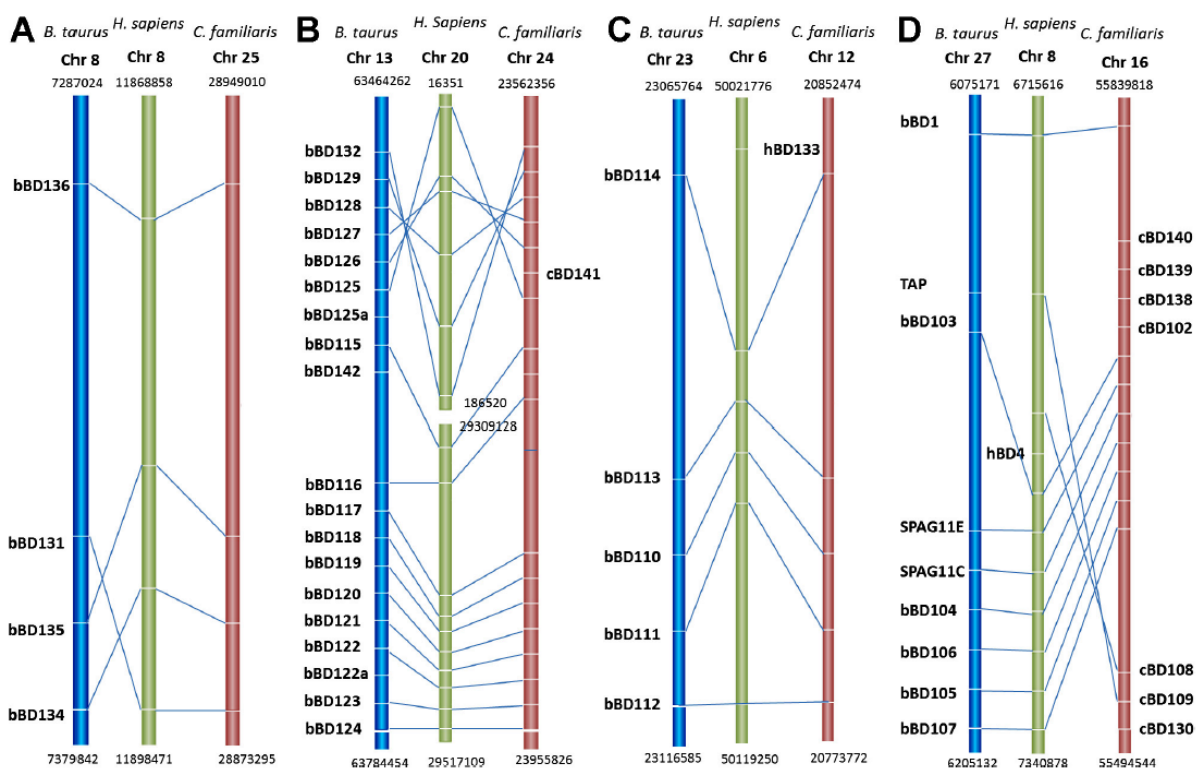 A
B. taurus
H. sapiens
C. familiaris
Chr 8
Chr 8
Chr 25
7287024
11868858
28949010
bBD136
bBD131
bBD135
bBD134
7379842
11898471
28873295
B
B. taurus
H. Sapiens
C. familiaris
Chr 13
Chr 20
Chr 24
63464262
16351
23562356
bBD132
bBD129
bBD128
bBD127
bBD126
bBD125
bBD125a
bBD115
bBD142
cBD141
186520
29309128
bBD116
bBD117
bBD118
bBD119
bBD120
bBD121
bBD122
bBD122a
bBD123
bBD124
63784454
29517109
23955826
C
B. taurus
H. sapiens
C. familiaris
Chr 23
Chr 6
Chr 12
23065764
50021776
20852474
hBD133
bBD114
bBD113
bBD110
bBD111
bBD112
23116585
50119250
20773772
D
B. taurus
H. sapiens
C. familiaris
Chr 27
Chr 8
Chr 16
6075171
6715616
55839818
bBD1
cBD140
cBD139
TAP
cBD138
bBD103
cBD102
hBD4
SPAG11E
SPAG11C
bBD104
bBD106
cBD108
bBD105
cBD109
bBD107
cBD130
6205132
7340878
55494544